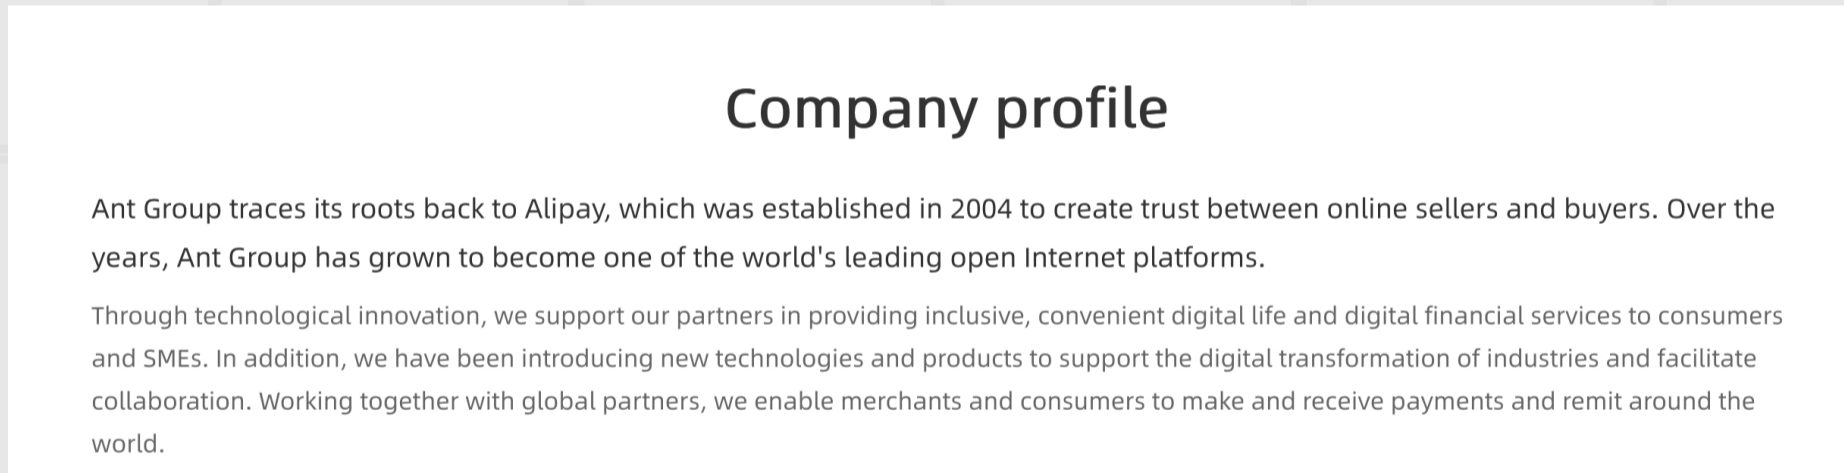 Company profile
Ant Group traces its roots back to Alipay, which was established in 2004 to create trust between online sellers and buyers. Over the
years, Ant Group has grown to become one of the world's leading open Internet platforms.
Through technological innovation, we support our partners in providing inclusive, convenient digital life and digital financial services to consumers
and SMEs. In addition, we have been introducing new technologies and products to support the digital transformation of industries and facilitate
collaboration. Working together with global partners, we enable merchants and consumers to make and receive payments and remit around the
world.